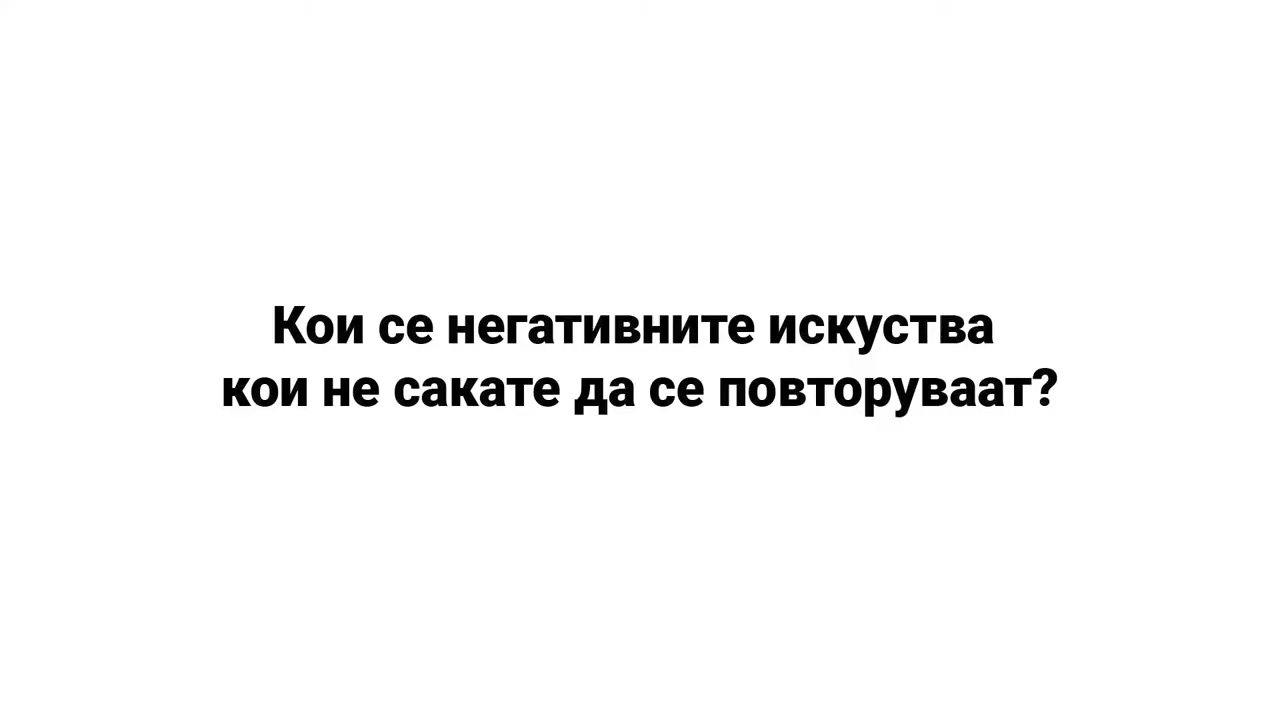 Кои се негативните искуства
кои не сакате да се повторуваат?